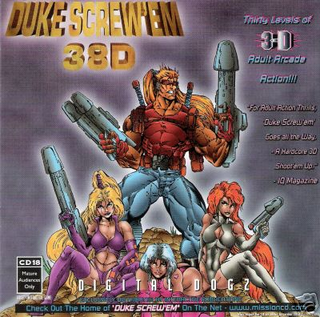 DUKE SCREW'EM
38D
Thirty Levels of
3-D
Adult Arcade
Action!!!
"For Adult Action Thrills,
'Duke Screw'em'
Goes all the Way.
-A Hardcore 3D
Shoot'em Up."
-IQ Magazine
CD18
Mature
Audiences
Only
DIGITAL DOGZ
Check Out The Home of "DUKE SCREW'EM" On The Net - www.missioncd.com